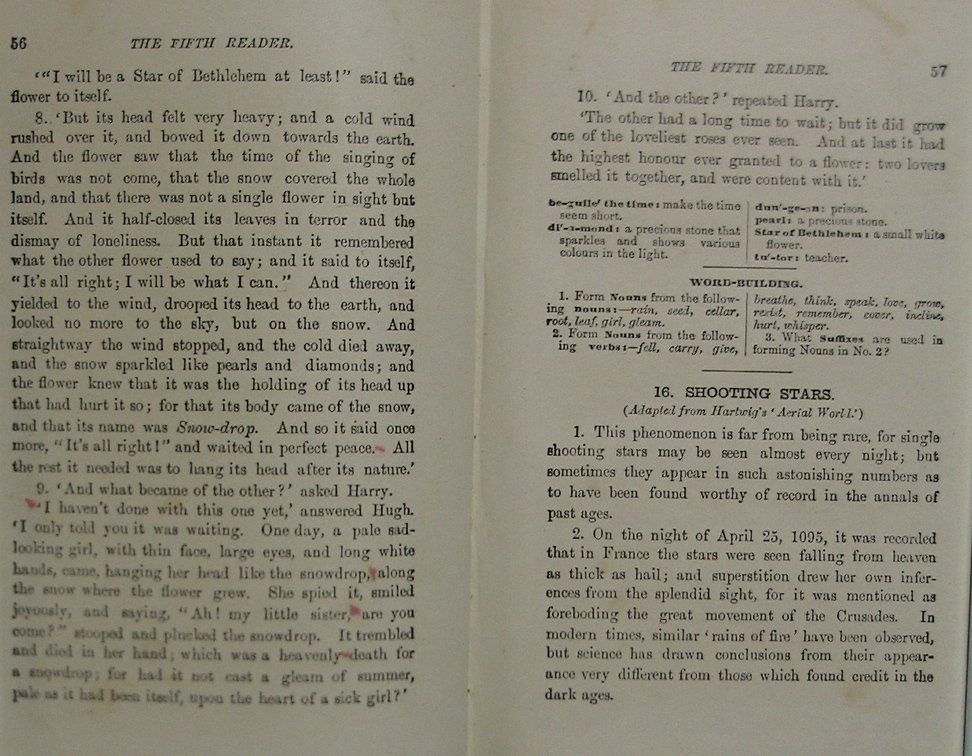 56
THE FIFTH READER.
‘“I will be a Star of Bethlehem at least!” said the
flower to itself.
8. ‘But its head felt very heavy; and a cold wind
rushed over it, and bowed it down towards the earth.
And the flower saw that the time of the singing of
birds was not come, that the snow covered the whole
land, and that there was not a single flower in sight but
itself. And it half-closed its leaves in terror and the
dismay of loneliness. But that instant it remembered
what the other flower used to say; and it said to itself,
“It's all right; I will be what I can.” And thereon it
yielded to the wind, drooped its head to the earth, and
looked no more to the sky, but on the snow. And
straightway the wind stopped, and the cold died away,
and the snow sparkled like pearls and diamonds; and
the flower knew that it was the holding of its head up
that had hurt it so; for that its body came of the snow,
and that its name was Snow-drop. And so it said once
more, “It's all right!” and waited in perfect peace. All
the rest it needed was to hang its head after its nature.’
9. ‘And what became of the other?’ asked Harry.
‘I haven't done with this one yet,’ answered Hugh.
‘I only told you it was waiting. One day, a pale sad-
looking girl, with thin face, large eyes, and long white
hands, came, hanging her head like the snowdrop, along
the snow where the flower grew. She spied it, smiled
joyously, and saying, “Ah! my little sister, are you
come?” stooped and plucked the snowdrop. It trembled
and died in her hand; which was a heavenly death for
a snowdrop; for had it not cast a gleam of summer,
pale as it had been itself, upon the heart of a sick girl?’
THE FIFTH READER.
57
10. ‘And the other?’ repeated Harry.
‘The other had a long time to wait; but it did grow
one of the loveliest roses ever seen. And at last it had
the highest honour ever granted to a flower: two lovers
smelled it together, and were content with it.’
be-guile' the time: make the time
seem short.
di'-a-mond: a precious stone that
sparkles and shows various
colours in the light.
dun'-ge-on: prison.
pearl: a precious stone.
Star of Bethlehem: a small white
flower.
tu'-tor: teacher.
WORD-BUILDING.
1. Form Nouns from the follow-
ing nouns:—rain, seed, cellar,
root, leaf, girl, gleam.
2. Form Nouns from the follow-
ing verbs:—fell, carry, give,
breathe, think, speak, love, grow,
resist, remember, cover, incline,
hurt, whisper.
3. What Suffixes are used in
forming Nouns in No. 2?
16. SHOOTING STARS.
(Adapted from Hartwig's ‘Aerial World.’)
1. This phenomenon is far from being rare, for single
shooting stars may be seen almost every night; but
sometimes they appear in such astonishing numbers as
to have been found worthy of record in the annals of
past ages.
2. On the night of April 25, 1095, it was recorded
that in France the stars were seen falling from heaven
as thick as hail; and superstition drew her own infer-
ences from the splendid sight, for it was mentioned as
foreboding the great movement of the Crusades. In
modern times, similar ‘rains of fire’ have been observed,
but science has drawn conclusions from their appear-
ance very different from those which found credit in the
dark ages.